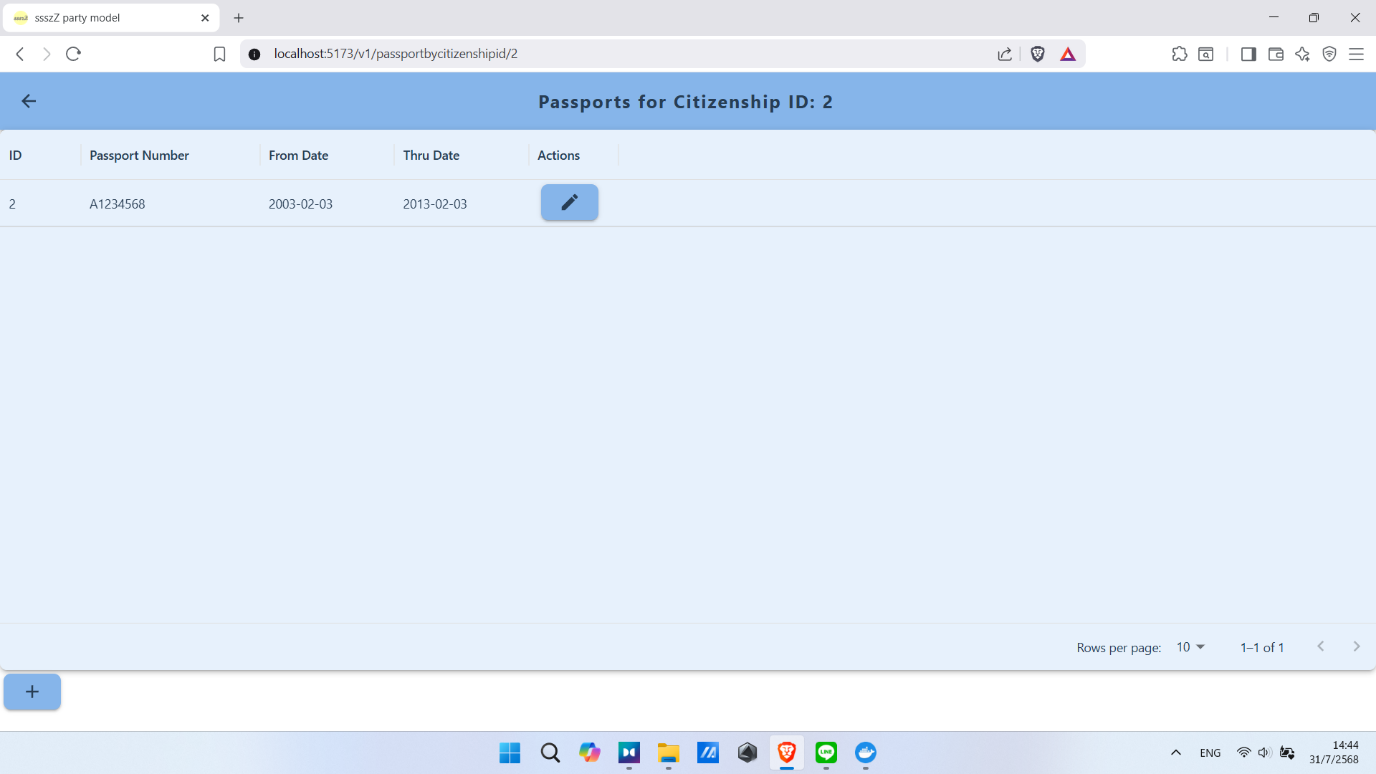 ssszZ party model
localhost:5173/v1/passportbycitizenshipid/2
Passports for Citizenship ID: 2
ID Passport Number From Date Thru Date Actions
2 A1234568 2003-02-03 2013-02-03
Rows per page: 10 1–1 of 1
ENG
14:44
31/7/2568